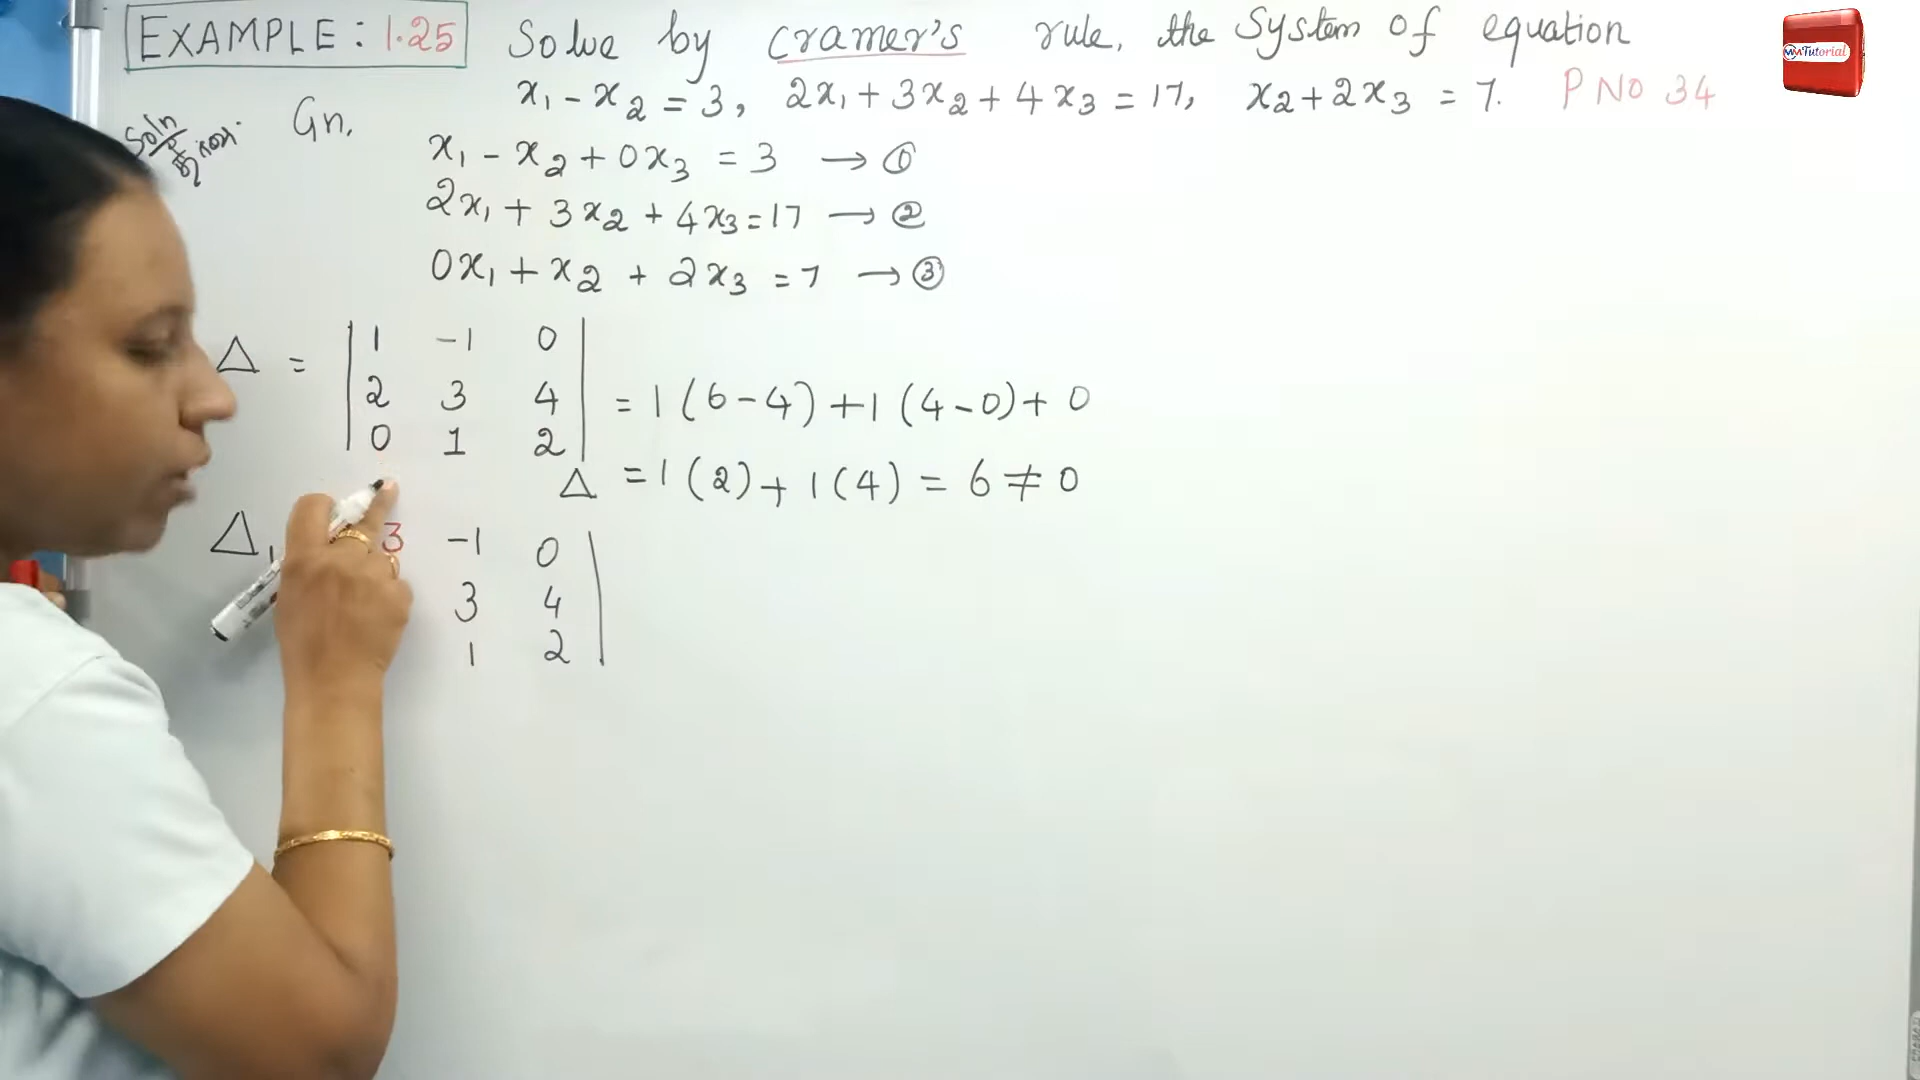 EXAMPLE : 1.25 Solve by cramer's rule, the System of equation
x₁ - x₂ = 3, 2x₁ + 3x₂ + 4x₃ = 17, x₂ + 2x₃ = 7. P NO 34
Soln
Gn.
x₁ - x₂ + 0x₃ = 3 → ①
2x₁ + 3x₂ + 4x₃ = 17 → ②
0x₁ + x₂ + 2x₃ = 7 → ③
Δ = | 1 -1 0 |
| 2 3 4 | = 1(6-4) +1(4-0) + 0
| 0 1 2 |
Δ = 1(2) + 1(4) = 6 ≠ 0
Δ₁ 3 -1 0 |
3 4 |
1 2 |
MATutorial